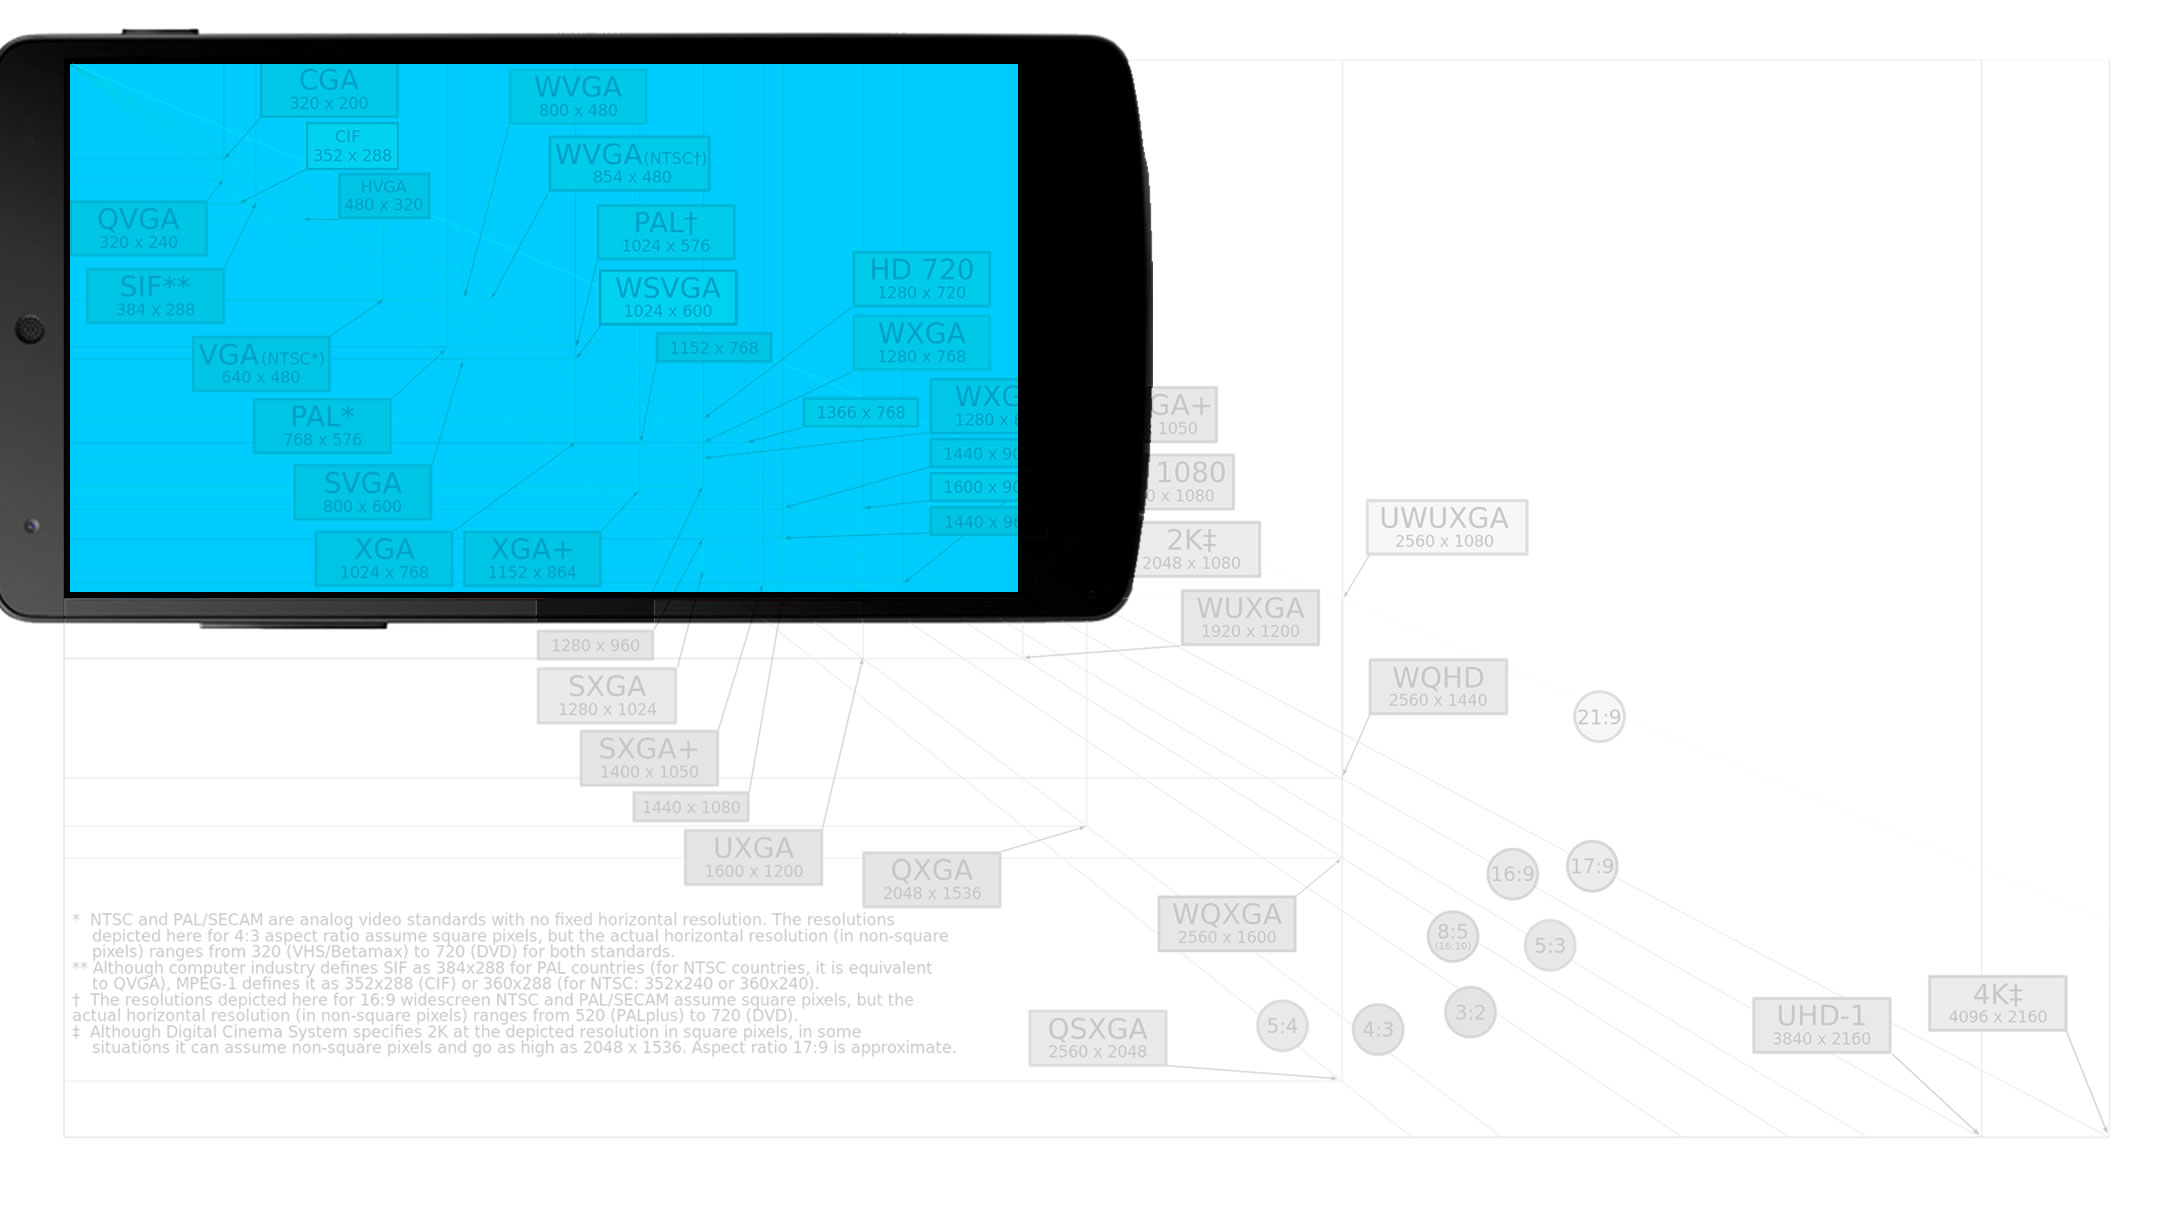 CGA
320 x 200
CIF
352 x 288
HVGA
480 x 320
QVGA
320 x 240
SIF**
384 x 288
VGA (NTSC*)
640 x 480
PAL*
768 x 576
SVGA
800 x 600
XGA
1024 x 768
XGA+
1152 x 864
WVGA
800 x 480
WVGA (NTSC†)
854 x 480
PAL†
1024 x 576
WSVGA
1024 x 600
1152 x 768
HD 720
1280 x 720
WXGA
1280 x 768
1366 x 768
WXG
1280 x 8
1440 x 90
1600 x 90
1440 x 96
GA+
1050
1080
0 x 1080
2K‡
2048 x 1080
WUXGA
1920 x 1200
UWUXGA
2560 x 1080
WQHD
2560 x 1440
21:9
1280 x 960
SXGA
1280 x 1024
SXGA+
1400 x 1050
1440 x 1080
UXGA
1600 x 1200
QXGA
2048 x 1536
WQXGA
2560 x 1600
QSXGA
2560 x 2048
16:9
17:9
8:5
(16:10)
5:3
5:4
4:3
3:2
UHD-1
3840 x 2160
4K‡
4096 x 2160
* NTSC and PAL/SECAM are analog video standards with no fixed horizontal resolution. The resolutions
depicted here for 4:3 aspect ratio assume square pixels, but the actual horizontal resolution (in non-square
pixels) ranges from 320 (VHS/Betamax) to 720 (DVD) for both standards.
** Although computer industry defines SIF as 384x288 for PAL countries (for NTSC countries, it is equivalent
to QVGA), MPEG-1 defines it as 352x288 (CIF) or 360x288 (for NTSC: 352x240 or 360x240).
† The resolutions depicted here for 16:9 widescreen NTSC and PAL/SECAM assume square pixels, but the
actual horizontal resolution (in non-square pixels) ranges from 520 (PALplus) to 720 (DVD).
‡ Although Digital Cinema System specifies 2K at the depicted resolution in square pixels, in some
situations it can assume non-square pixels and go as high as 2048 x 1536. Aspect ratio 17:9 is approximate.